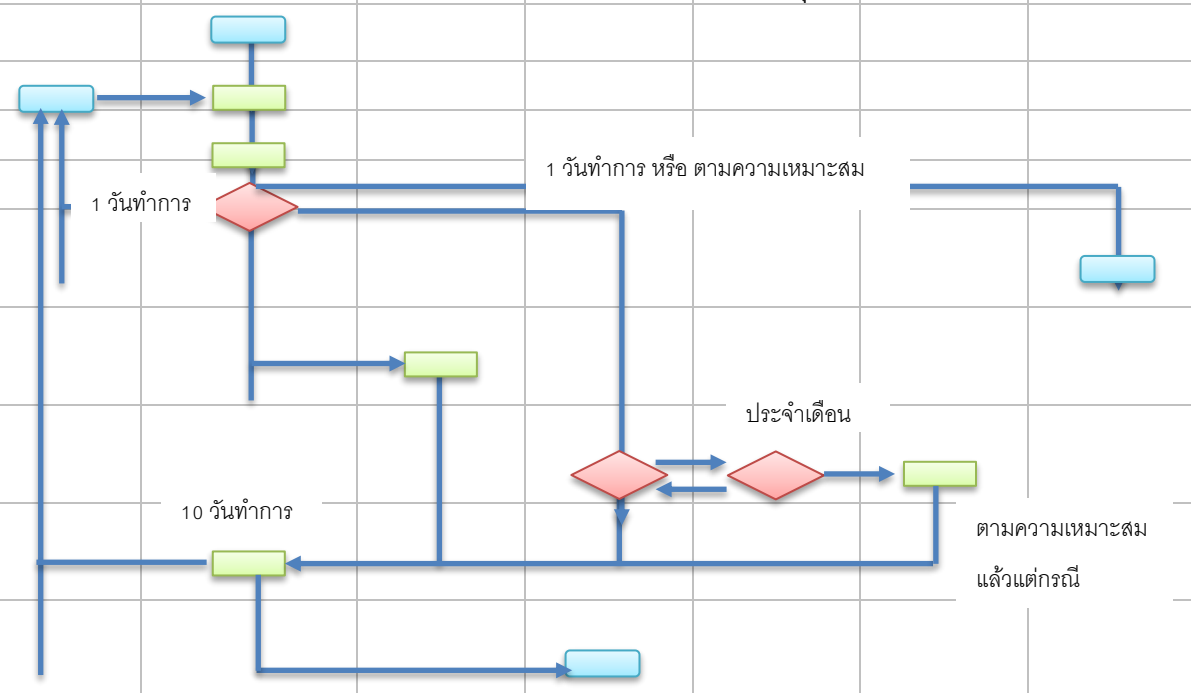 1 วันทำการ หรือ ตามความเหมาะสม
1 วันทำการ
ประจำเดือน
10 วันทำการ
ตามความเหมาะสม
แล้วแต่กรณี